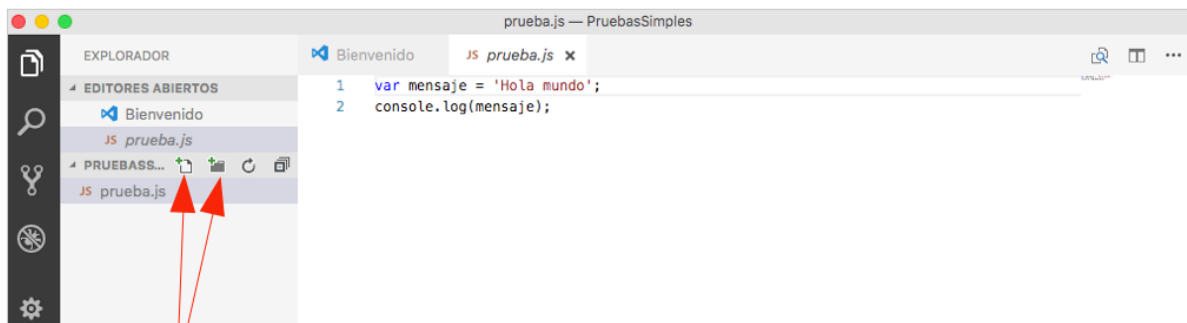 prueba.js — PruebasSimples
EXPLORADOR
EDITORES ABIERTOS
Bienvenido
JS prueba.js
PRUEBASS...
JS prueba.js
Bienvenido JS prueba.js
1 var mensaje = 'Hola mundo';
2 console.log(mensaje);